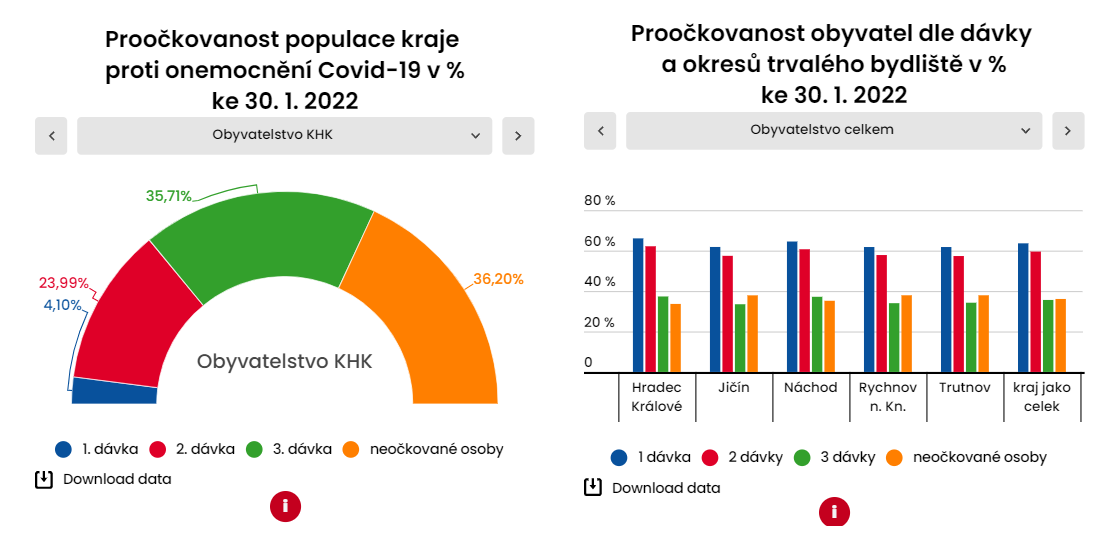 Proočkovanost populace kraje
proti onemocnění Covid-19 v %
ke 30. 1. 2022
Obyvatelstvo KHK
35,71%
23,99%
4,10%
36,20%
Obyvatelstvo KHK
1. dávka 2. dávka 3. dávka neočkované osoby
Download data
i
Proočkovanost obyvatel dle dávky
a okresů trvalého bydliště v %
ke 30. 1. 2022
Obyvatelstvo celkem
80 %
60 %
40 %
20 %
0
Hradec
Králové
Jičín
Náchod
Rychnov
n. Kn.
Trutnov
kraj jako
celek
1 dávka 2 dávky 3 dávky neočkované osoby
Download data
i